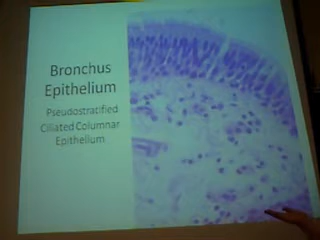 Bronchus
Epithelium
Pseudostratified
Ciliated Columnar
Epithelium